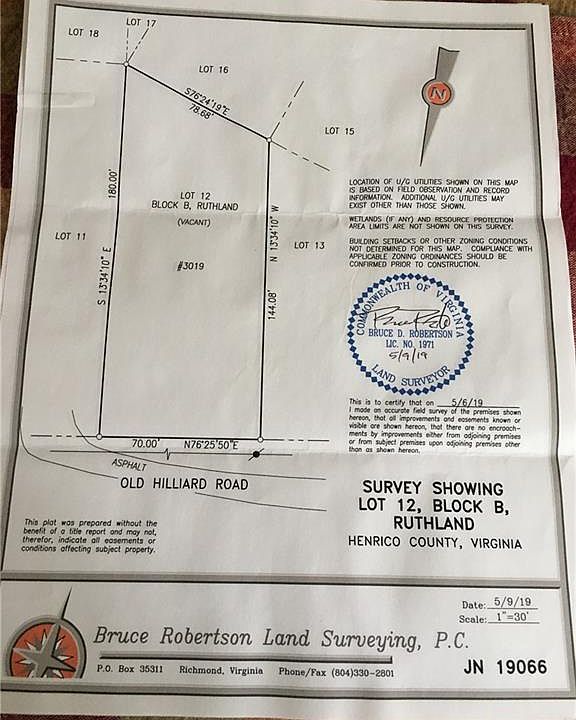 LOT 17
LOT 18
LOT 16
S76°24'19"E
78.68'
N
LOT 15
180.00'
S 13°34'10" E
LOT 12
BLOCK B, RUTHLAND
(VACANT)
#3019
LOT 11
N 13°34'10" W
144.08'
LOT 13
70.00' N76°25'50"E
ASPHALT
OLD HILLIARD ROAD
LOCATION OF U/G UTILITIES SHOWN ON THIS MAP
IS BASED ON FIELD OBSERVATION AND RECORD
INFORMATION. ADDITIONAL U/G UTILITIES MAY
EXIST OTHER THAN THOSE SHOWN.
WETLANDS (IF ANY) AND RESOURCE PROTECTION
AREA LIMITS ARE NOT SHOWN ON THIS SURVEY.
BUILDING SETBACKS OR OTHER ZONING CONDITIONS
NOT DETERMINED FOR THIS MAP. COMPLIANCE WITH
APPLICABLE ZONING ORDINANCES SHOULD BE
CONFIRMED PRIOR TO CONSTRUCTION.
COMMONWEALTH OF VIRGINIA
BRUCE D. ROBERTSON
LIC. NO. 1971
5/9/19
LAND SURVEYOR
This is to certify that on 5/6/19
I made an accurate field survey of the premises shown
hereon, that all improvements and easements known or
visible are shown hereon, that there are no encroach-
ments by improvements either from adjoining premises
or from subject premises upon adjoining premises other
than as shown hereon.
SURVEY SHOWING
LOT 12, BLOCK B,
RUTHLAND
HENRICO COUNTY, VIRGINIA
This plat was prepared without the
benefit of a title report and may not,
therefor, indicate all easements or
conditions affecting subject property.
Date: 5/9/19
Scale: 1"=30'
Bruce Robertson Land Surveying, P.C.
P.O. Box 35311 Richmond, Virginia Phone/Fax (804)330-2801
JN 19066